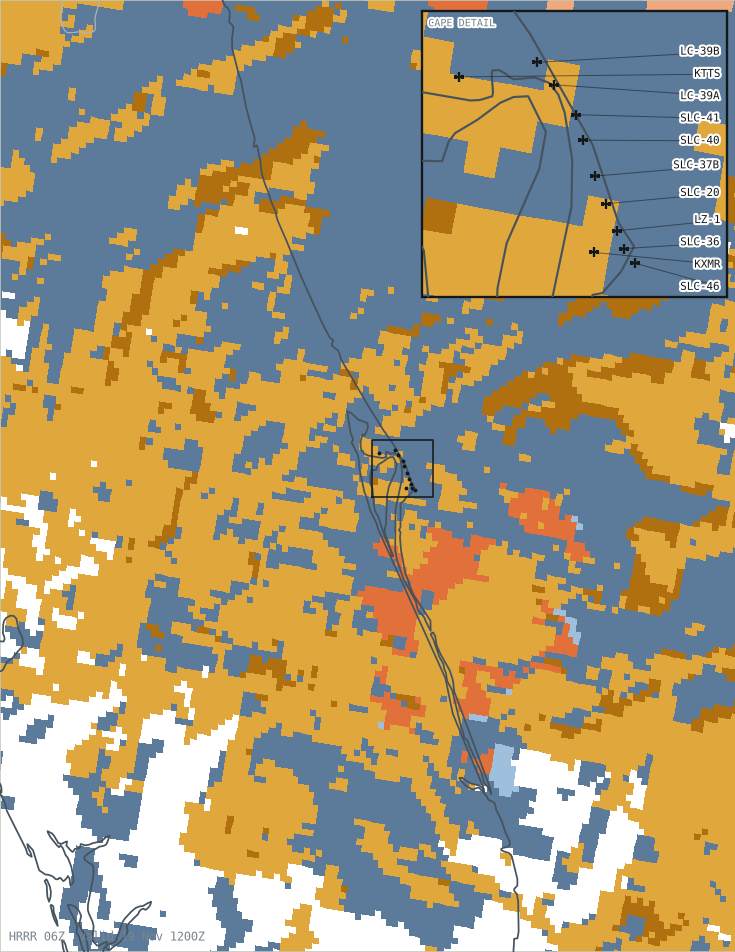 CAPE DETAIL
LC-39B
KTTS
LC-39A
SLC-41
SLC-40
SLC-37B
SLC-20
LZ-1
SLC-36
KXMR
SLC-46
HRRR 06Z 1200Z